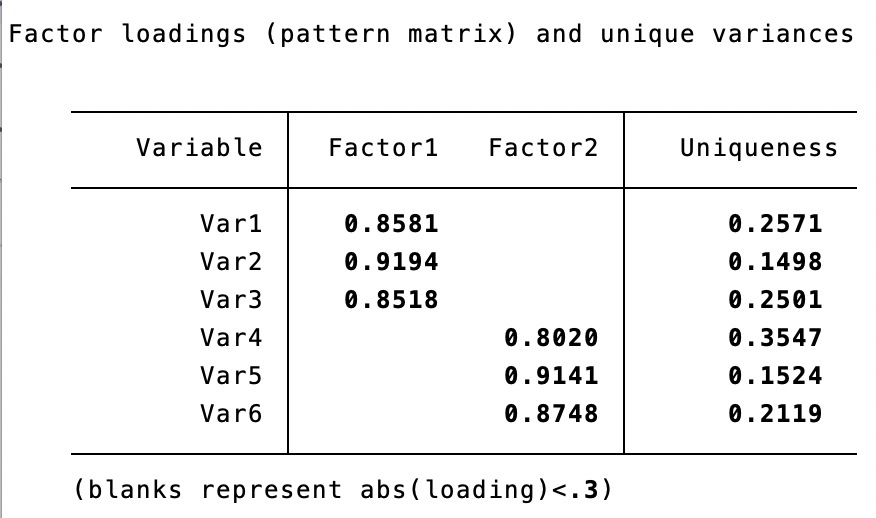 Factor loadings (pattern matrix) and unique variances
Variable Factor1 Factor2 Uniqueness
Var1 0.8581 0.2571
Var2 0.9194 0.1498
Var3 0.8518 0.2501
Var4 0.8020 0.3547
Var5 0.9141 0.1524
Var6 0.8748 0.2119
(blanks represent abs(loading)<.3)